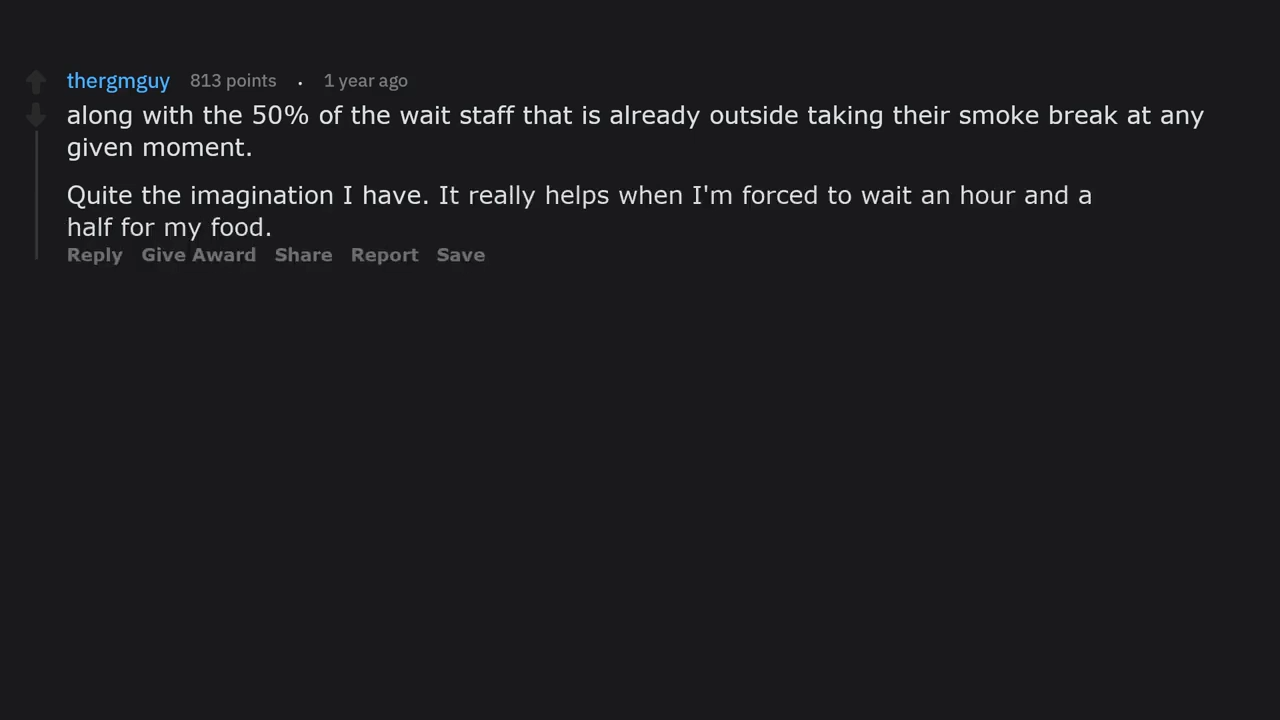 thergmguy 813 points . 1 year ago
along with the 50% of the wait staff that is already outside taking their smoke break at any
given moment.
Quite the imagination I have. It really helps when I'm forced to wait an hour and a
half for my food.
Reply Give Award Share Report Save